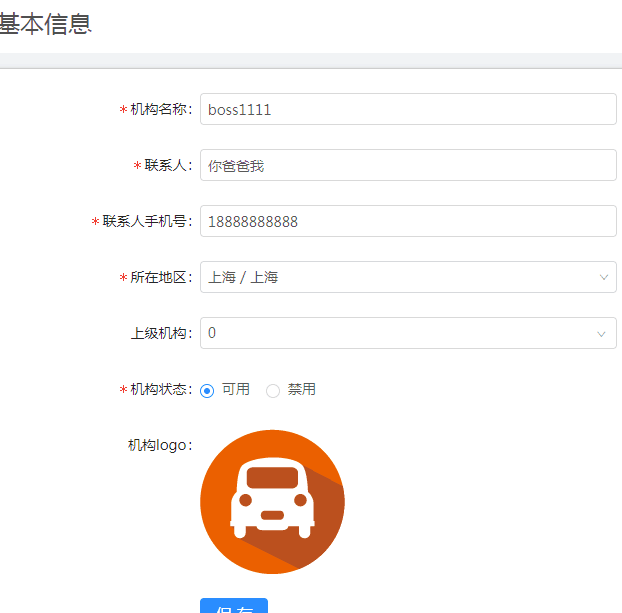 基本信息
*机构名称: boss1111
*联系人: 你爸爸我
*联系人手机号: 18888888888
*所在地区: 上海 / 上海
上级机构: 0
*机构状态: 可用 禁用
机构logo:
保存